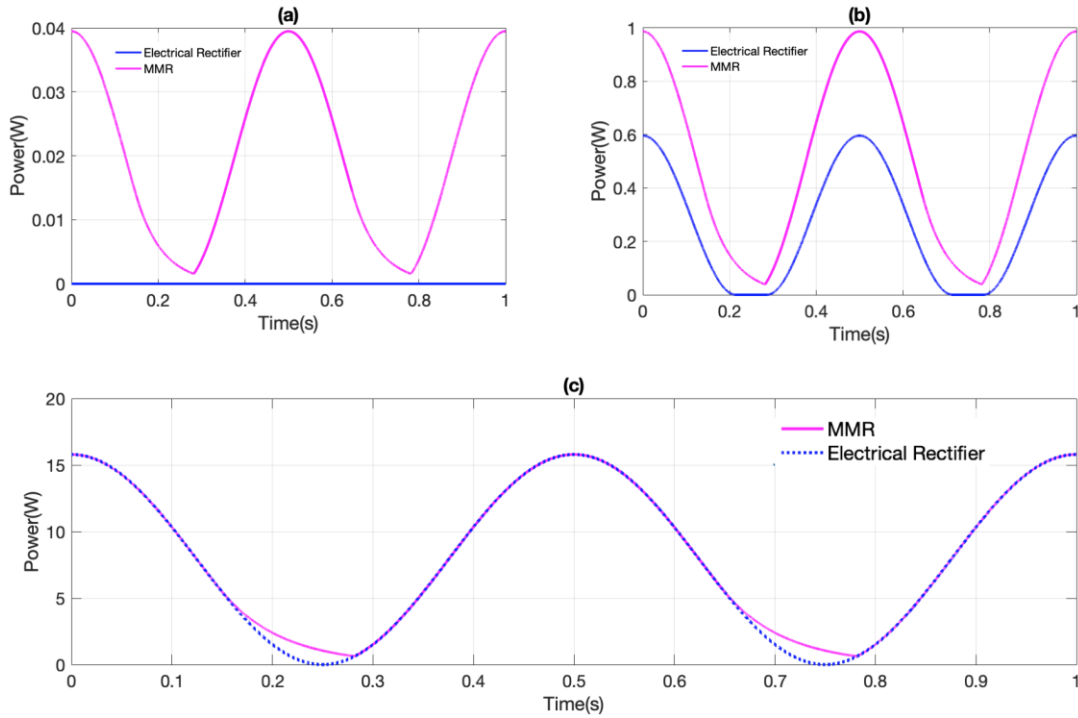 (a)
0.04
0.03
0.02
0.01
0
Power(W)
Electrical Rectifier
MMR
0 0.2 0.4 0.6 0.8 1
Time(s)
(b)
1
0.8
0.6
0.4
0.2
0
Power(W)
Electrical Rectifier
MMR
0 0.2 0.4 0.6 0.8 1
Time(s)
(c)
20
15
10
5
0
Power(W)
MMR
Electrical Rectifier
0 0.1 0.2 0.3 0.4 0.5 0.6 0.7 0.8 0.9 1
Time(s)